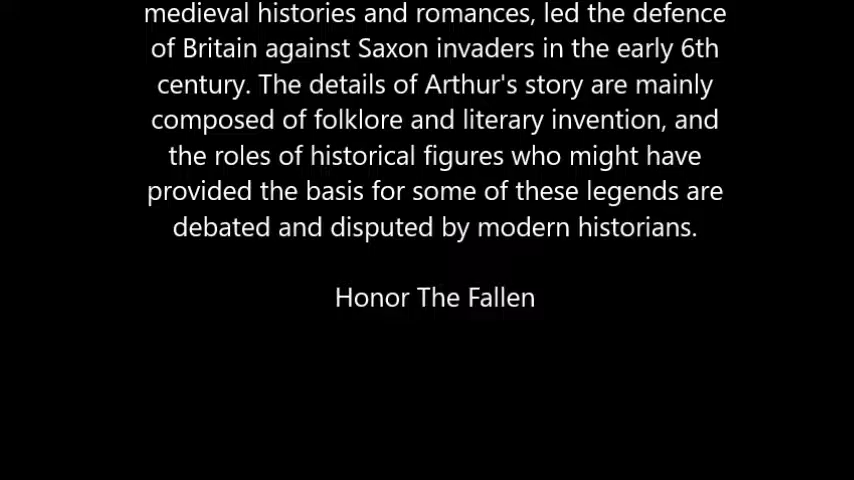 medieval histories and romances, led the defence
of Britain against Saxon invaders in the early 6th
century. The details of Arthur's story are mainly
composed of folklore and literary invention, and
the roles of historical figures who might have
provided the basis for some of these legends are
debated and disputed by modern historians.
Honor The Fallen